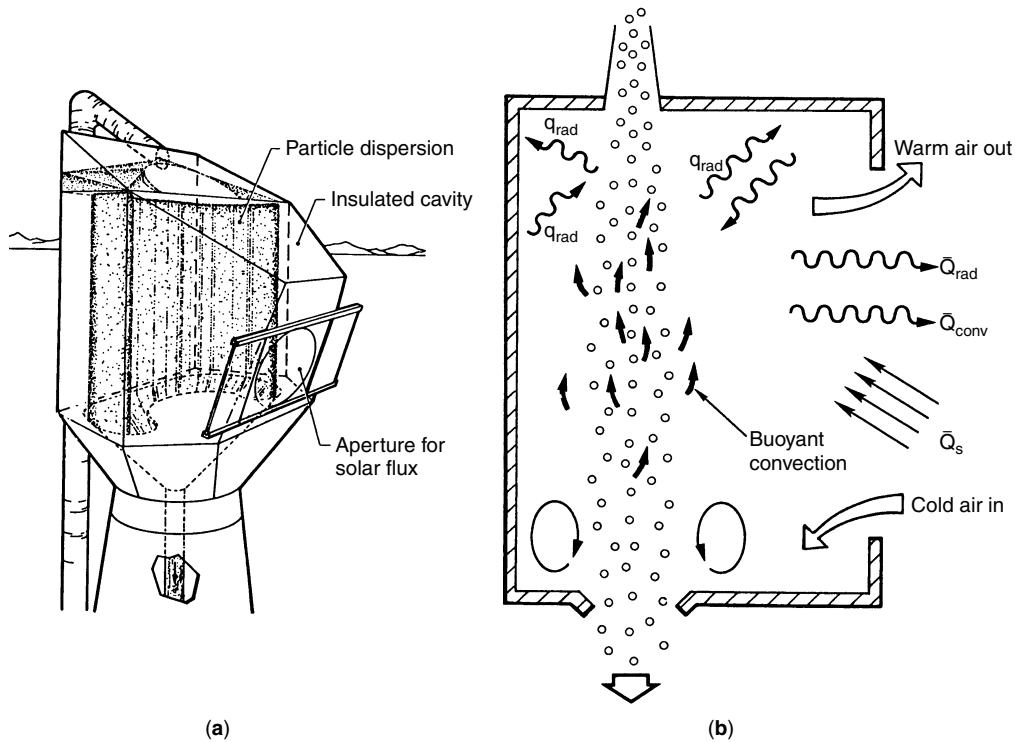 Particle dispersion
Insulated cavity
Aperture for
solar flux
(a)
q_rad
q_rad
q_rad
Warm air out
Q̄_rad
Q̄_conv
Q̄_s
Buoyant
convection
Cold air in
(b)